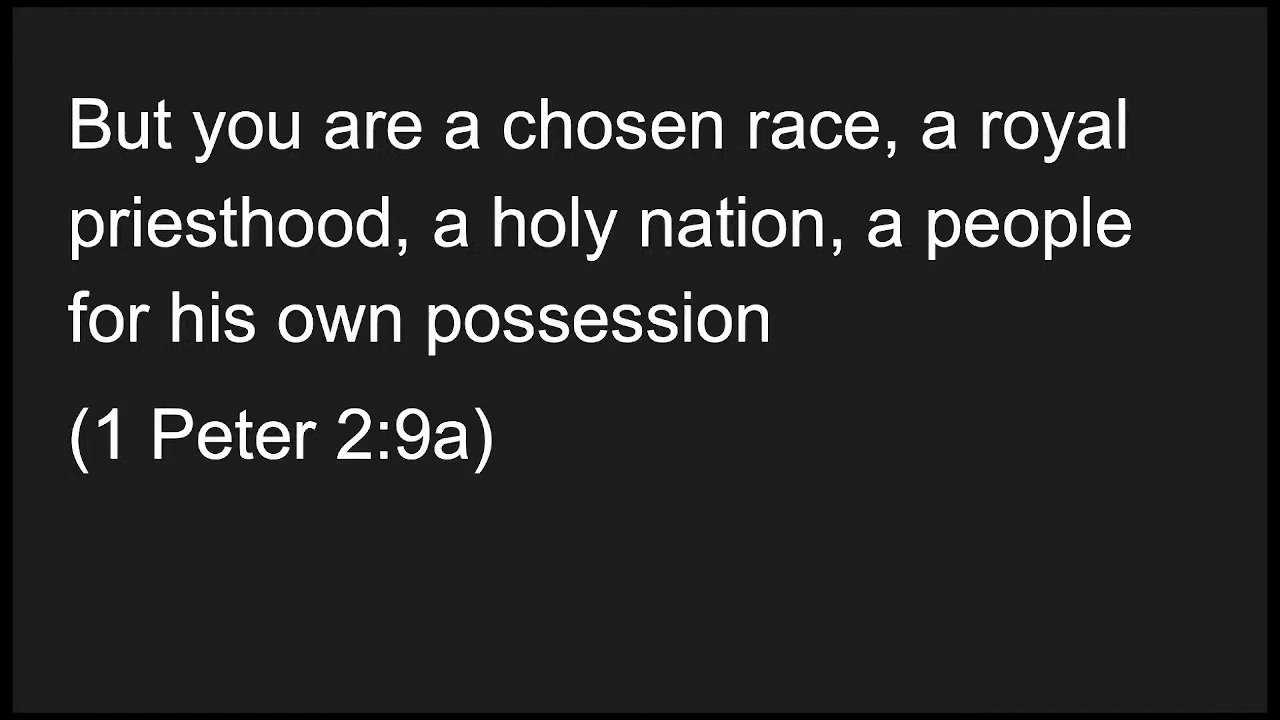 But you are a chosen race, a royal
priesthood, a holy nation, a people
for his own possession
(1 Peter 2:9a)